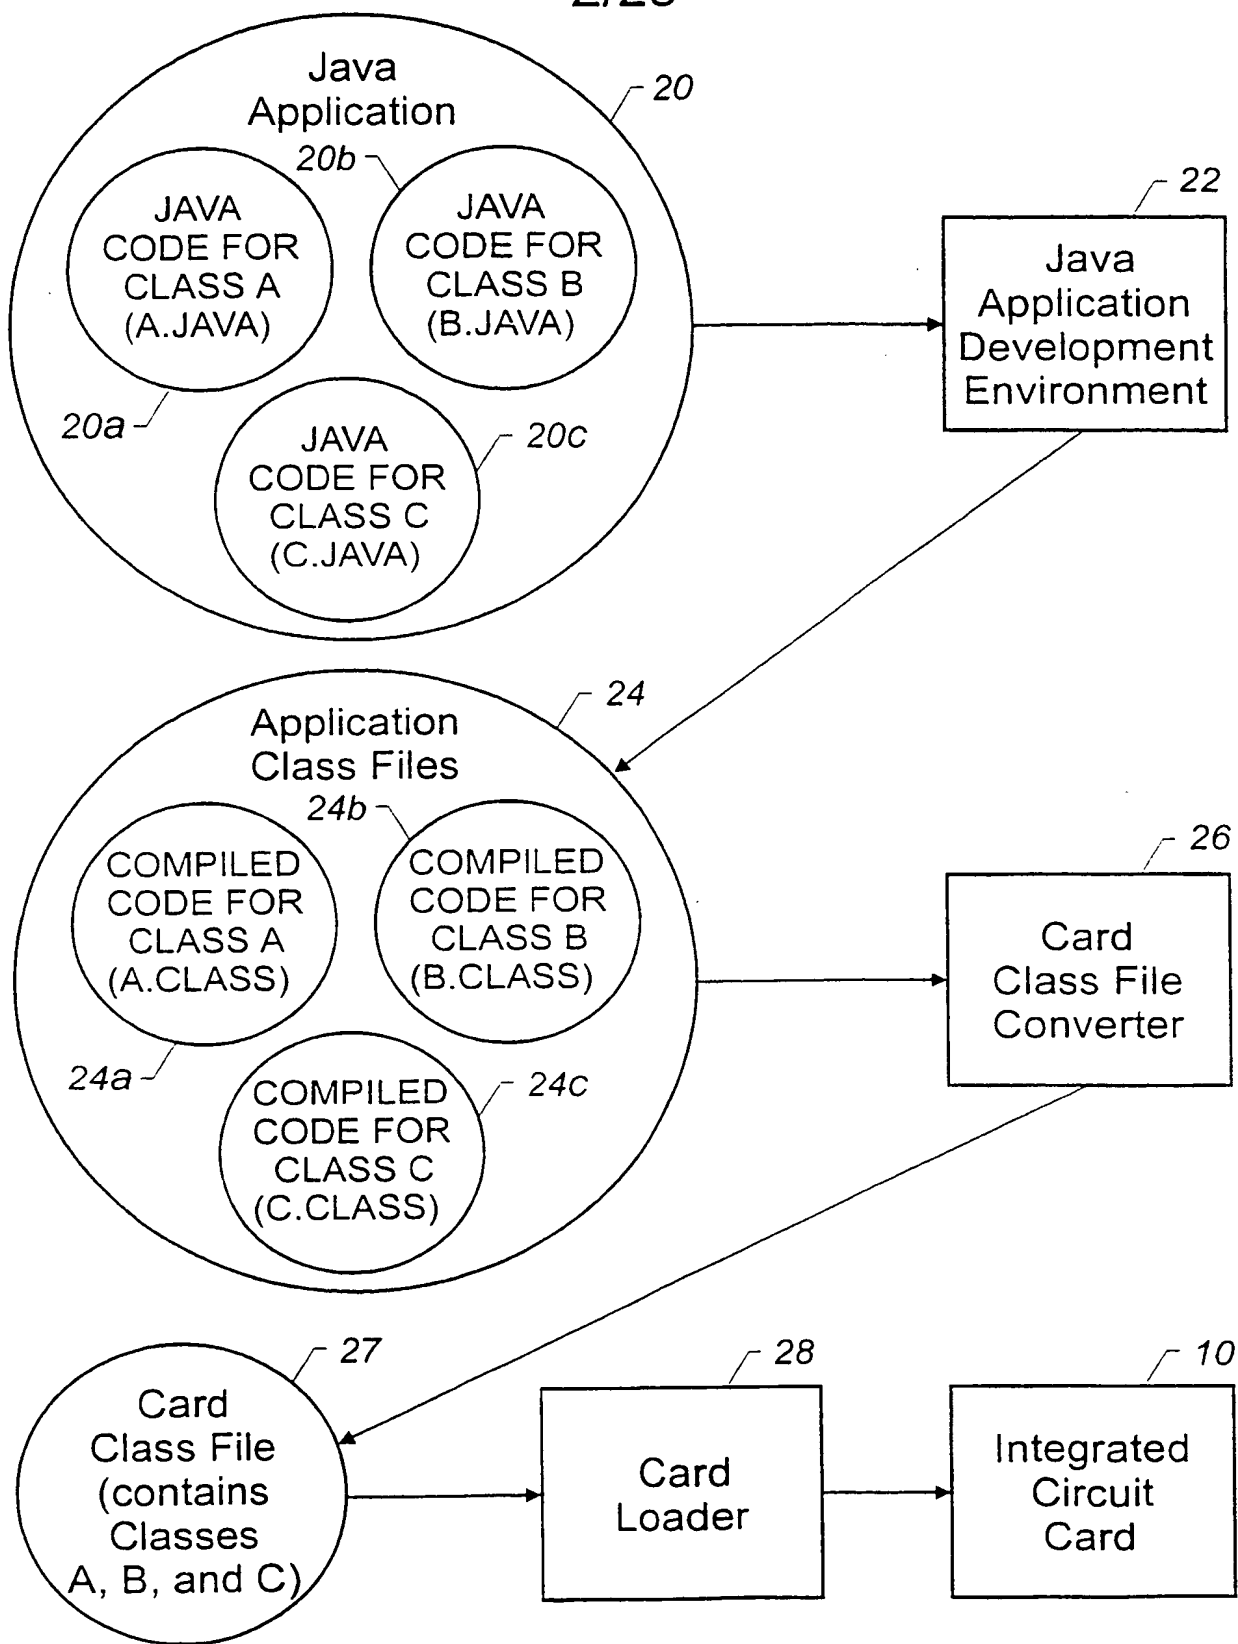 Java
Application
20
20b
JAVA
CODE FOR
CLASS A
(A.JAVA)
JAVA
CODE FOR
CLASS B
(B.JAVA)
20a
JAVA
CODE FOR
CLASS C
(C.JAVA)
20c
22
Java
Application
Development
Environment
24
Application
Class Files
24b
COMPILED
CODE FOR
CLASS A
(A.CLASS)
COMPILED
CODE FOR
CLASS B
(B.CLASS)
24a
COMPILED
CODE FOR
CLASS C
(C.CLASS)
24c
26
Card
Class File
Converter
27
Card
Class File
(contains
Classes
A, B, and C)
28
Card
Loader
10
Integrated
Circuit
Card